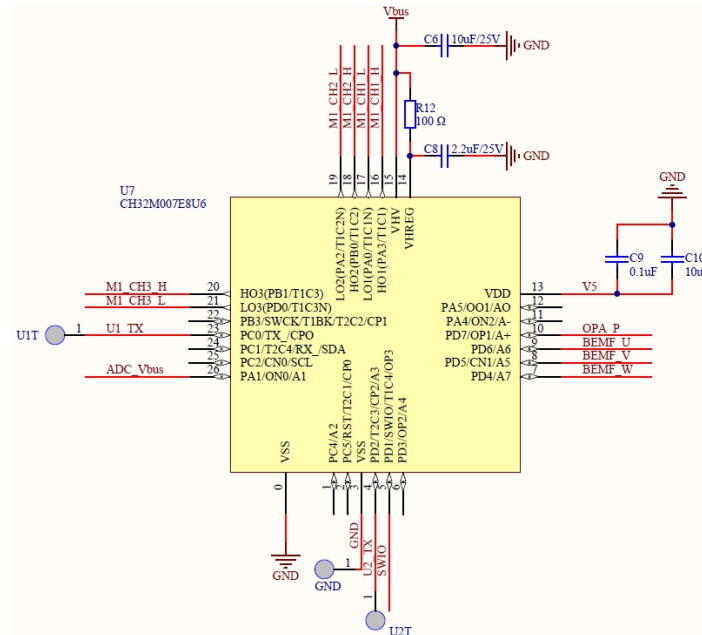 Vbus
C6
10uF/25V
GND
M1_CH2_L
M1_CH2_H
M1_CH1_L
M1_CH1_H
R12
100 Ω
C8
2.2uF/25V
GND
19
18
17
16
15
14
U7
CH32M007E8U6
LO2(PA2/T1C2N)
HO2(PB0/T1C2)
LO1(PA0/T1C1N)
HO1(PA3/T1C1)
VHV
VHREG
GND
C9
0.1uF
C10
10u
M1_CH3_H
20
HO3(PB1/T1C3)
M1_CH3_L
21
LO3(PD0/T1C3N)
22
PB3/SWCK/T1BK/T2C2/CP1
U1T
1
U1_TX
23
PC0/TX_/CPO
24
PC1/T2C4/RX_/SDA
25
PC2/CN0/SCL
ADC_Vbus
26
PA1/ON0/A1
VDD
13
V5
PA5/OO1/AO
12
PA4/ON2/A-
11
PD7/OP1/A+
10
OPA_P
PD6/A6
9
BEMF_U
PD5/CN1/A5
8
BEMF_V
PD4/A7
7
BEMF_W
VSS
PC4/A2
PC5/RST/T2C1/CP0
VSS
PD2/T2C3/CP2/A3
PD1/SWIO/T1C4/OP3
PD3/OP2/A4
0
1
2
3
4
5
6
GND
GND
U2_TX
SWIO
1
GND
1
U2T